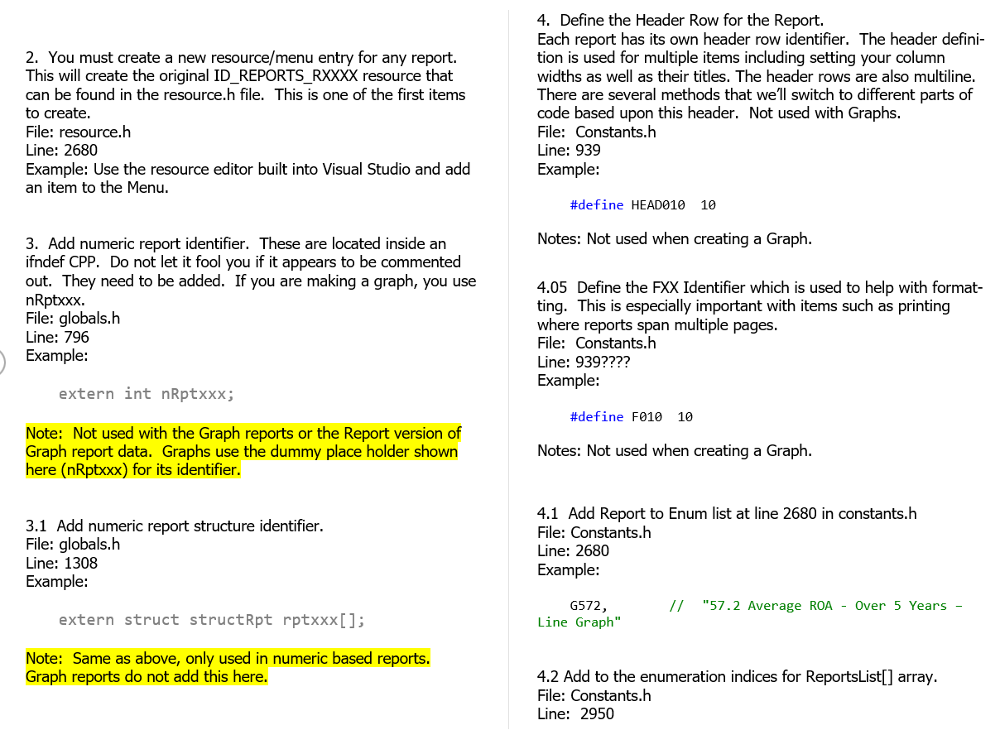 2.  You must create a new resource/menu entry for any report.
This will create the original ID_REPORTS_RXXXX resource that
can be found in the resource.h file.  This is one of the first items
to create.
File: resource.h
Line: 2680
Example: Use the resource editor built into Visual Studio and add
an item to the Menu.
3.  Add numeric report identifier.  These are located inside an
ifndef CPP.  Do not let it fool you if it appears to be commented
out.  They need to be added.  If you are making a graph, you use
nRptxxx.
File: globals.h
Line: 796
Example:
extern int nRptxxx;
Note:  Not used with the Graph reports or the Report version of
Graph report data.  Graphs use the dummy place holder shown
here (nRptxxx) for its identifier.
3.1  Add numeric report structure identifier.
File: globals.h
Line: 1308
Example:
extern struct structRpt rptxxx[];
Note:  Same as above, only used in numeric based reports.
Graph reports do not add this here.
4.  Define the Header Row for the Report.
Each report has its own header row identifier.  The header defini-
tion is used for multiple items including setting your column
widths as well as their titles. The header rows are also multiline.
There are several methods that we'll switch to different parts of
code based upon this header.  Not used with Graphs.
File:  Constants.h
Line: 939
Example:
#define HEAD010  10
Notes: Not used when creating a Graph.
4.05  Define the FXX Identifier which is used to help with format-
ting.  This is especially important with items such as printing
where reports span multiple pages.
File:  Constants.h
Line: 939????
Example:
#define F010  10
Notes: Not used when creating a Graph.
4.1  Add Report to Enum list at line 2680 in constants.h
File: Constants.h
Line: 2680
Example:
G572,        //  "57.2 Average ROA - Over 5 Years –
Line Graph"
4.2 Add to the enumeration indices for ReportsList[] array.
File: Constants.h
Line:  2950